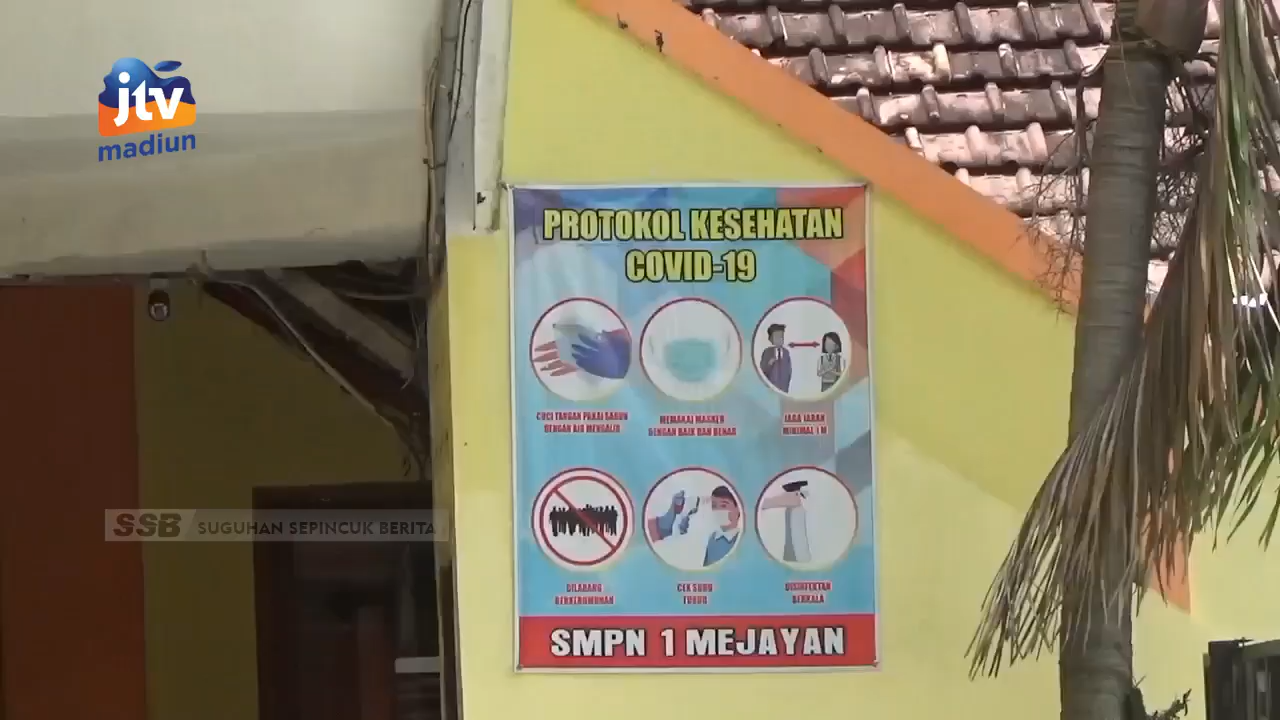 jtv
madiun
PROTOKOL KESEHATAN
COVID-19
CUCI TANGAN PAKAI SABUN
DENGAN AIR MENGALIR
MEMAKAI MASKER
DENGAN BAIK DAN BENAR
JAGA JARAK
MINIMAL 1 M
DILARANG
BERKERUMUNAN
CEK SUHU
TUBUH
DISINFEKTAN
BERKALA
SSB SUGUHAN SEPINCUK BERITA
SMPN 1 MEJAYAN